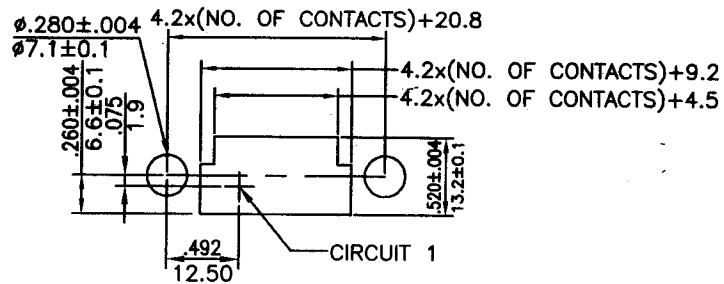 4.2x(NO. OF CONTACTS)+20.8
ø.280±.004
ø7.1±0.1
4.2x(NO. OF CONTACTS)+9.2
4.2x(NO. OF CONTACTS)+4.5
.260±.004
6.6±0.1
.075
1.9
.520±.004
13.2±0.1
.492
12.50
CIRCUIT 1